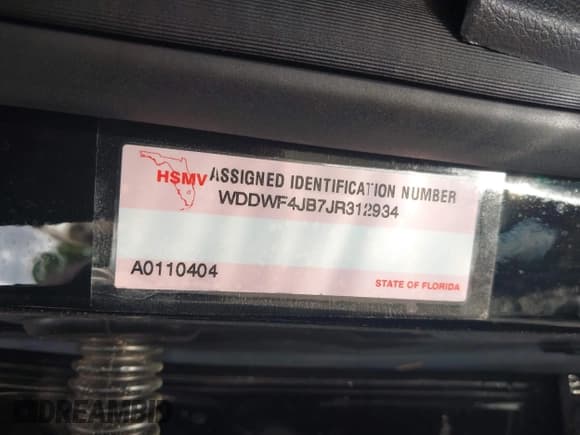 HSMV ASSIGNED IDENTIFICATION NUMBER
WDDWF4JB7JR312934
A0110404
STATE OF FLORIDA
DREAMBID